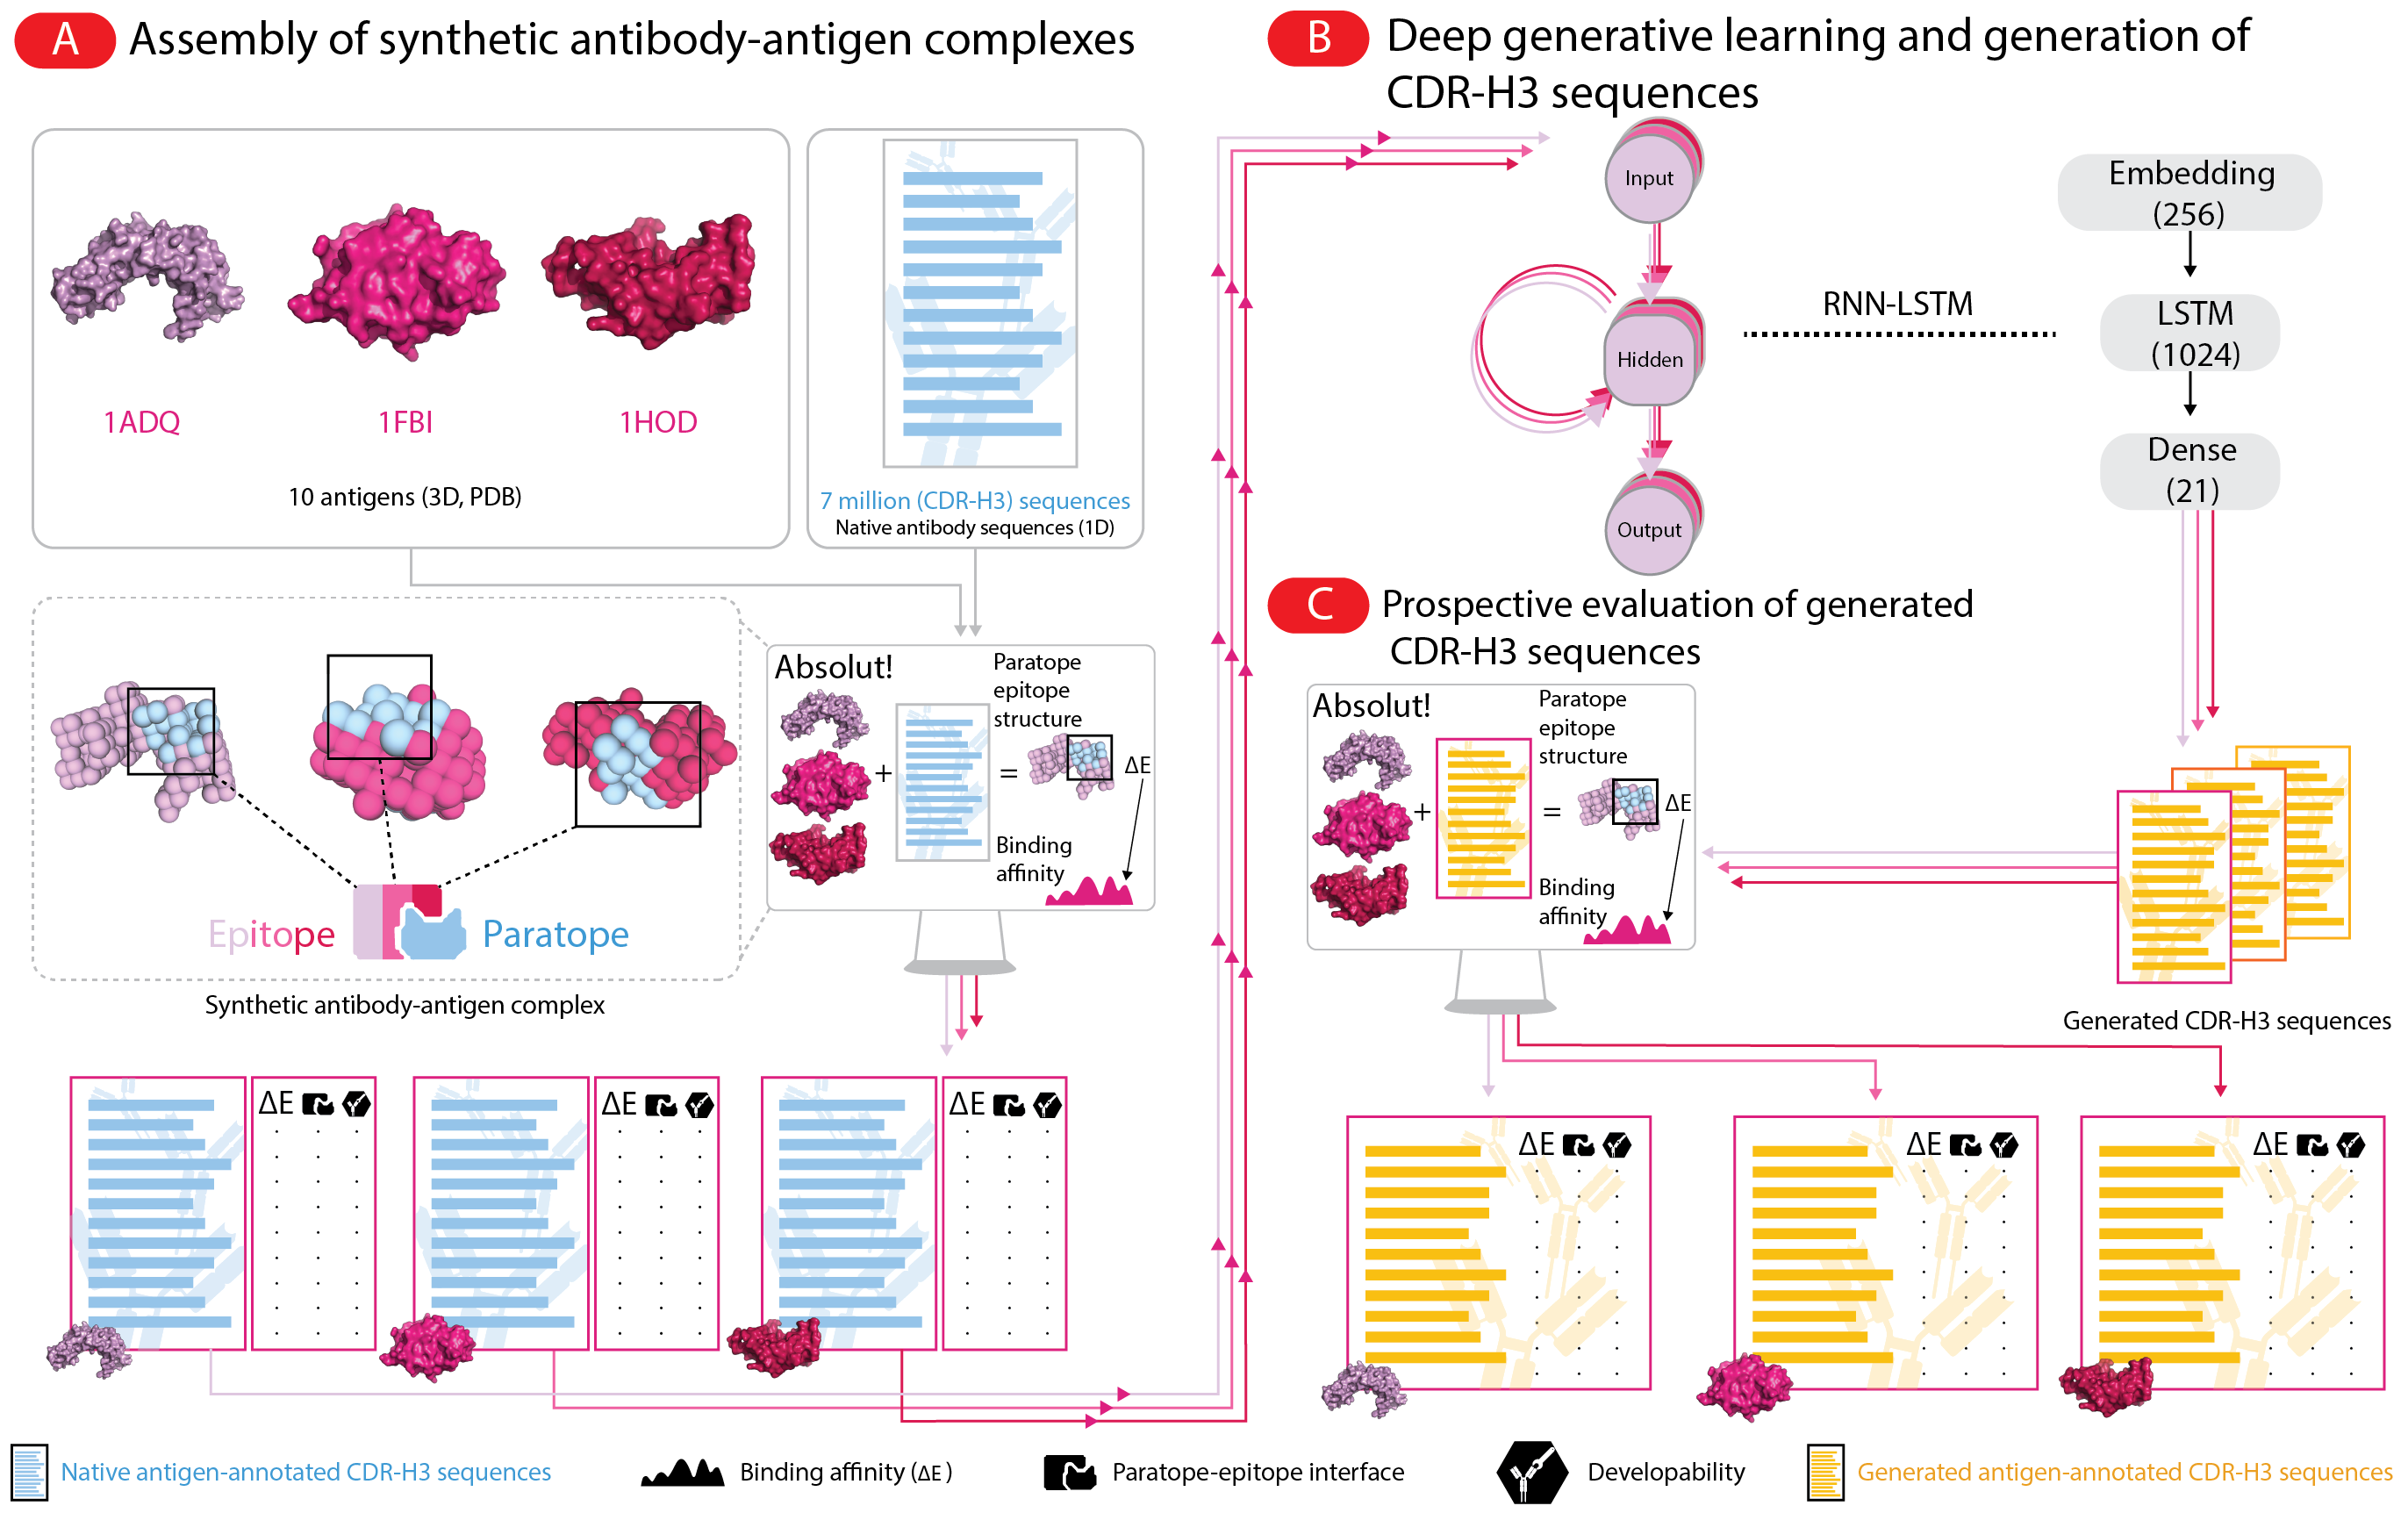 A Assembly of synthetic antibody-antigen complexes
1ADQ
1FBI
1HOD
10 antigens (3D, PDB)
7 million (CDR-H3) sequences
Native antibody sequences (1D)
Epitope
Paratope
Synthetic antibody-antigen complex
Absolut!
Paratope
epitope
structure
+
=
ΔE
Binding
affinity
ΔE
ΔE
ΔE
B Deep generative learning and generation of
CDR-H3 sequences
Input
Hidden
Output
RNN-LSTM
Embedding
(256)
LSTM
(1024)
Dense
(21)
C Prospective evaluation of generated
CDR-H3 sequences
Absolut!
Paratope
epitope
structure
+
=
ΔE
Binding
affinity
Generated CDR-H3 sequences
ΔE
ΔE
ΔE
Native antigen-annotated CDR-H3 sequences
Binding affinity (ΔE)
Paratope-epitope interface
Developability
Generated antigen-annotated CDR-H3 sequences